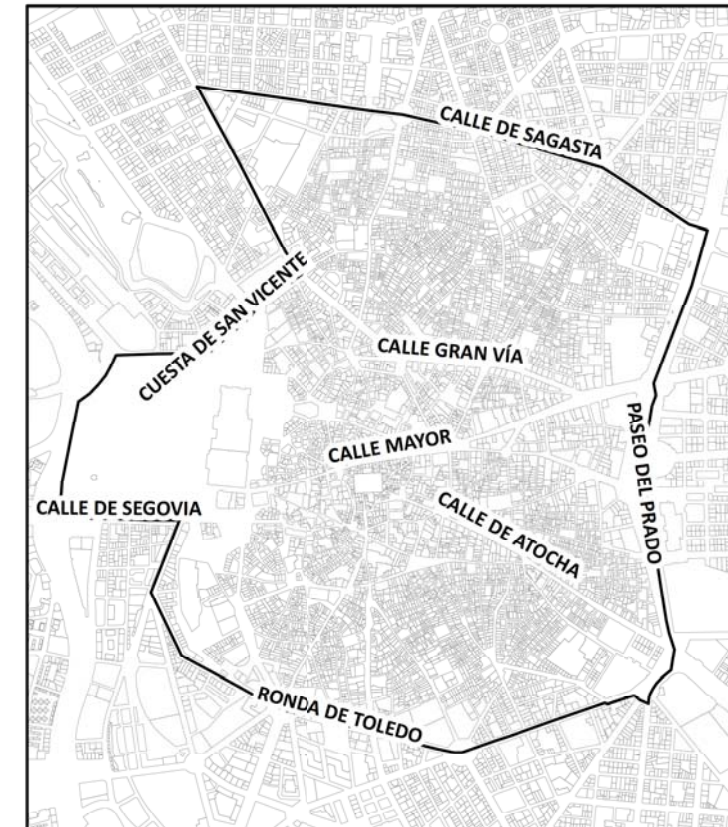 CALLE DE SAGASTA
CUESTA DE SAN VICENTE
CALLE GRAN VÍA
CALLE MAYOR
PASEO DEL PRADO
CALLE DE SEGOVIA
CALLE DE ATOCHA
RONDA DE TOLEDO